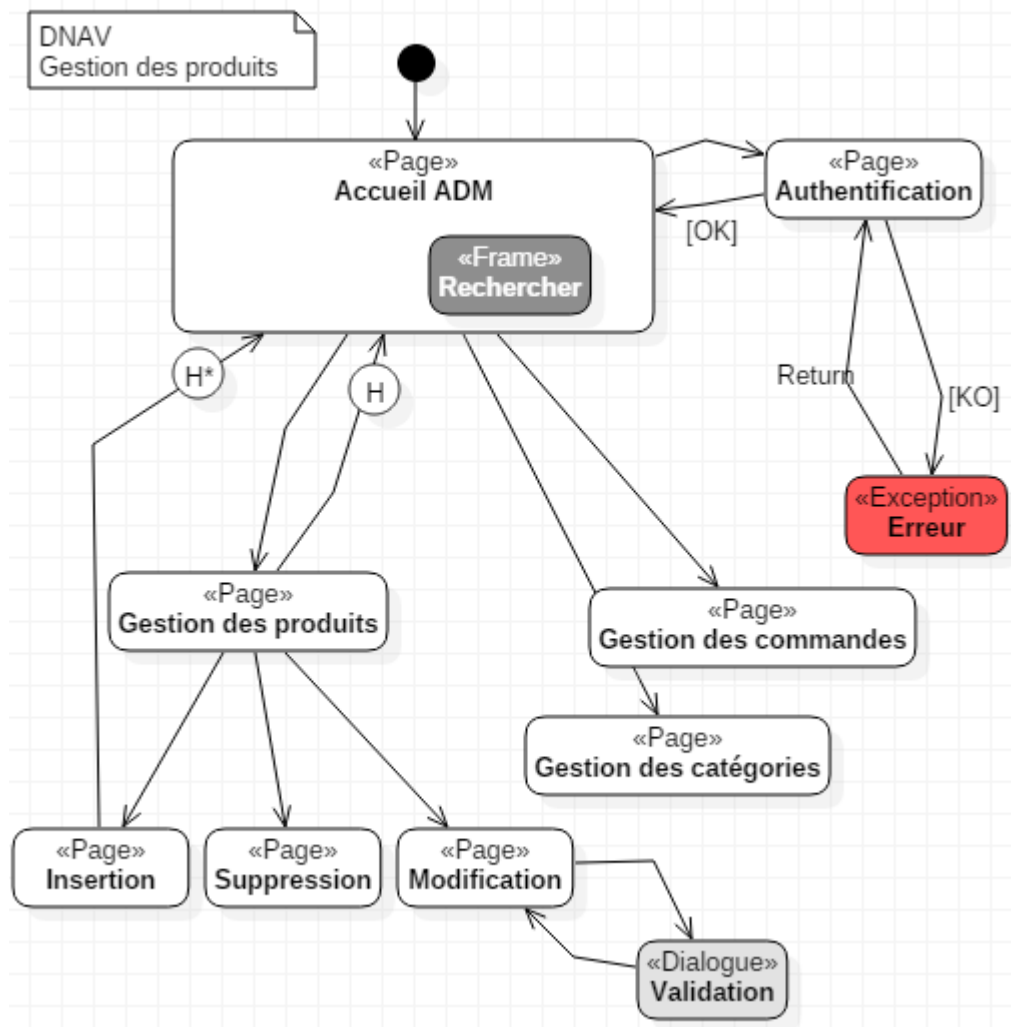 DNAV
Gestion des produits
«Page»
Accueil ADM
«Frame»
Rechercher
«Page»
Authentification
[OK]
H*
H
Return
[KO]
«Exception»
Erreur
«Page»
Gestion des produits
«Page»
Gestion des commandes
«Page»
Gestion des catégories
«Page»
Insertion
«Page»
Suppression
«Page»
Modification
«Dialogue»
Validation